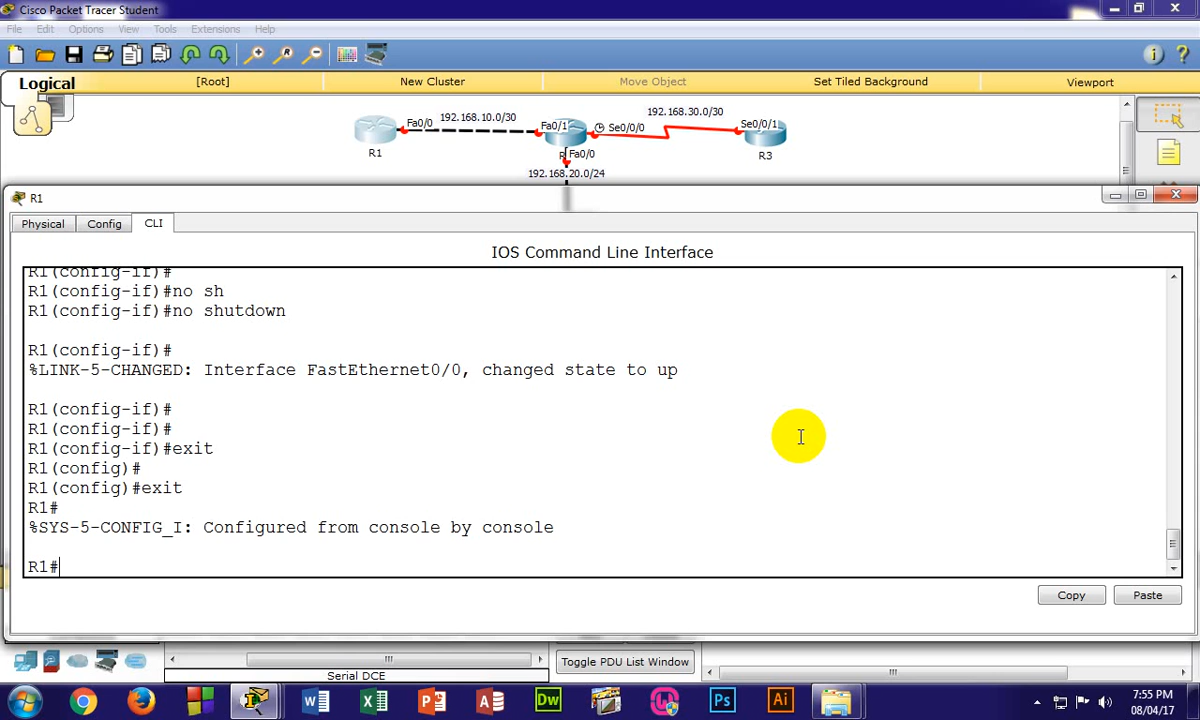 Cisco Packet Tracer Student
File Edit Options View Tools Extensions Help
Logical [Root] New Cluster Move Object Set Tiled Background Viewport
192.168.30.0/30
192.168.10.0/30
Fa0/0 Fa0/1 Se0/0/0 Se0/0/1
R1 R Fa0/0 R3
192.168.20.0/24
R1
Physical Config CLI
IOS Command Line Interface
R1(config-if)#
R1(config-if)#no sh
R1(config-if)#no shutdown
R1(config-if)#
%LINK-5-CHANGED: Interface FastEthernet0/0, changed state to up
R1(config-if)#
R1(config-if)#
R1(config-if)#exit
R1(config)#
R1(config)#exit
R1#
%SYS-5-CONFIG_I: Configured from console by console
R1#
Copy Paste
Toggle PDU List Window
Serial DCE
7:55 PM
08/04/17